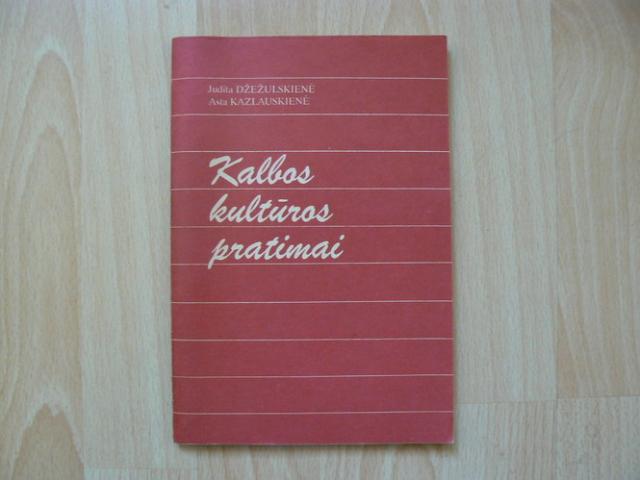 Judita DŽEŽULSKIENĖ
Asta KAZLAUSKIENĖ
Kalbos
kultūros
pratimai